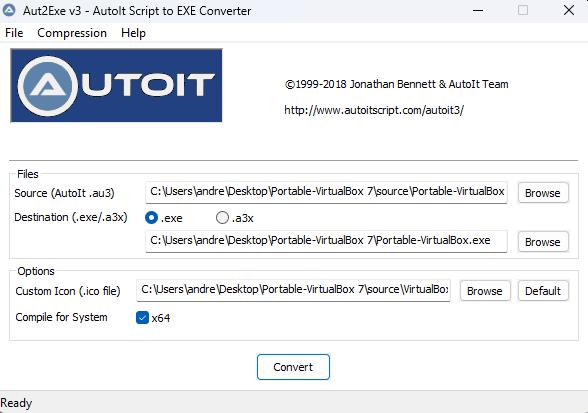 Aut2Exe v3 - AutoIt Script to EXE Converter
File Compression Help
AUTOIT
©1999-2018 Jonathan Bennett & AutoIt Team
http://www.autoitscript.com/autoit3/
Files
Source (AutoIt .au3) C:\Users\andre\Desktop\Portable-VirtualBox 7\source\Portable-VirtualBox Browse
Destination (.exe/.a3x) .exe .a3x
C:\Users\andre\Desktop\Portable-VirtualBox 7\Portable-VirtualBox.exe Browse
Options
Custom Icon (.ico file) C:\Users\andre\Desktop\Portable-VirtualBox 7\source\VirtualBo Browse Default
Compile for System x64
Convert
Ready